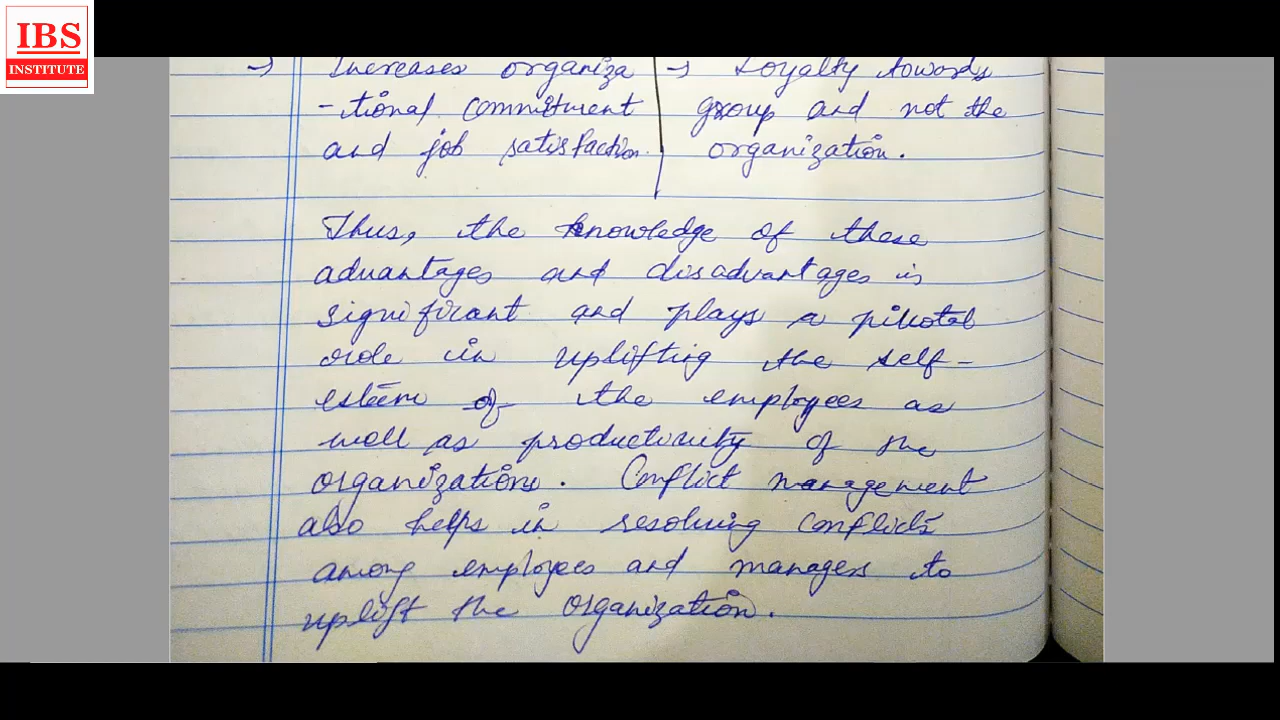 IBS
INSTITUTE
→ Increases organiza
-tional commitment
and job satisfaction.
→ Loyalty towards
group and not the
organization.
Thus, the knowledge of these
advantages and disadvantages is
significant and plays a pivotal
role in uplifting the self-
esteem of the employees as
well as productivity of the
organizations. Conflict management
also helps in resolving conflicts
among employees and managers to
uplift the organization.